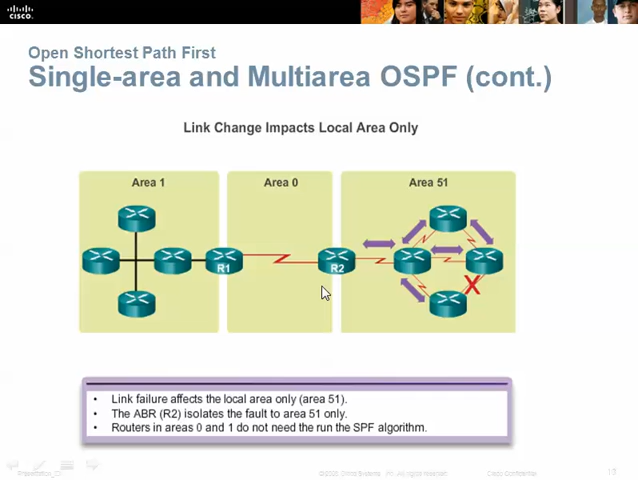 CISCO.
Open Shortest Path First
Single-area and Multiarea OSPF (cont.)
Link Change Impacts Local Area Only
Area 1
Area 0
Area 51
R1
R2
X
• Link failure affects the local area only (area 51).
• The ABR (R2) isolates the fault to area 51 only.
• Routers in areas 0 and 1 do not need the run the SPF algorithm.
Cisco Confidential